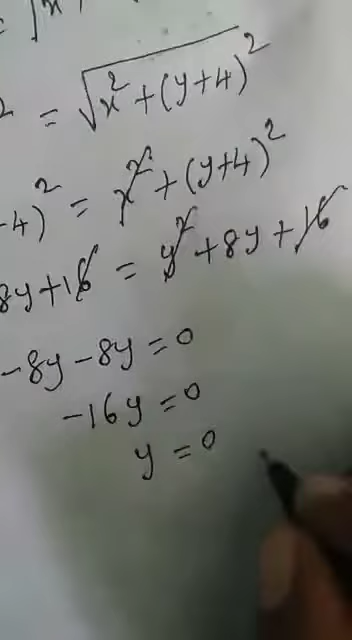 = |x
2 = √x² + (y+4)²
-4)² = x² + (y+4)²
8y+16 = y² + 8y + 16
-8y - 8y = 0
-16y = 0
y = 0